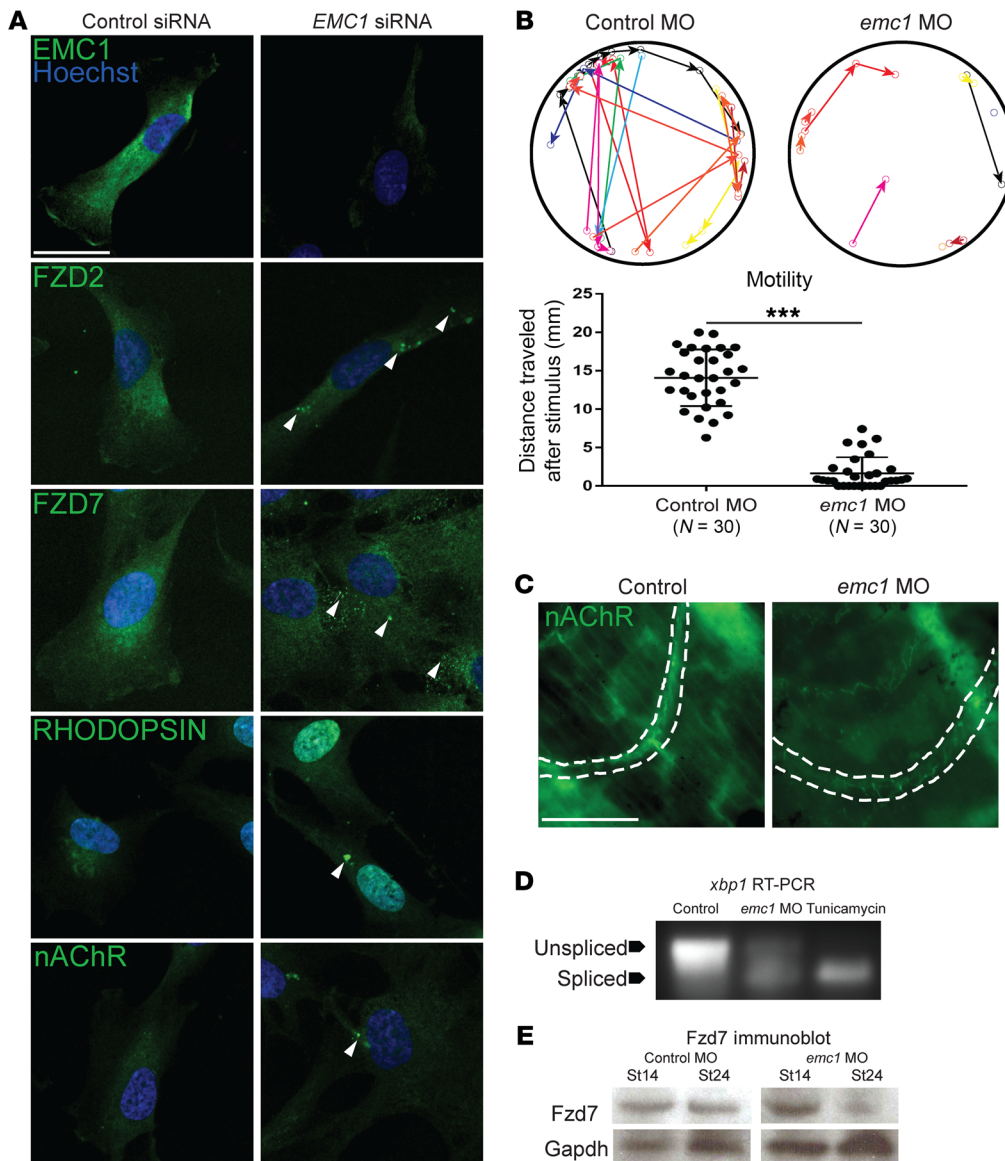 A
Control siRNA
EMC1 siRNA
EMC1
Hoechst
FZD2
FZD7
RHODOPSIN
nAChR
B
Control MO
emc1 MO
Motility
***
Distance traveled
after stimulus (mm)
25
20
15
10
5
0
Control MO
(N = 30)
emc1 MO
(N = 30)
C
Control
emc1 MO
nAChR
D
xbp1 RT-PCR
Control
emc1 MO
Tunicamycin
Unspliced
Spliced
E
Fzd7 immunoblot
Control MO
emc1 MO
St14
St24
St14
St24
Fzd7
Gapdh